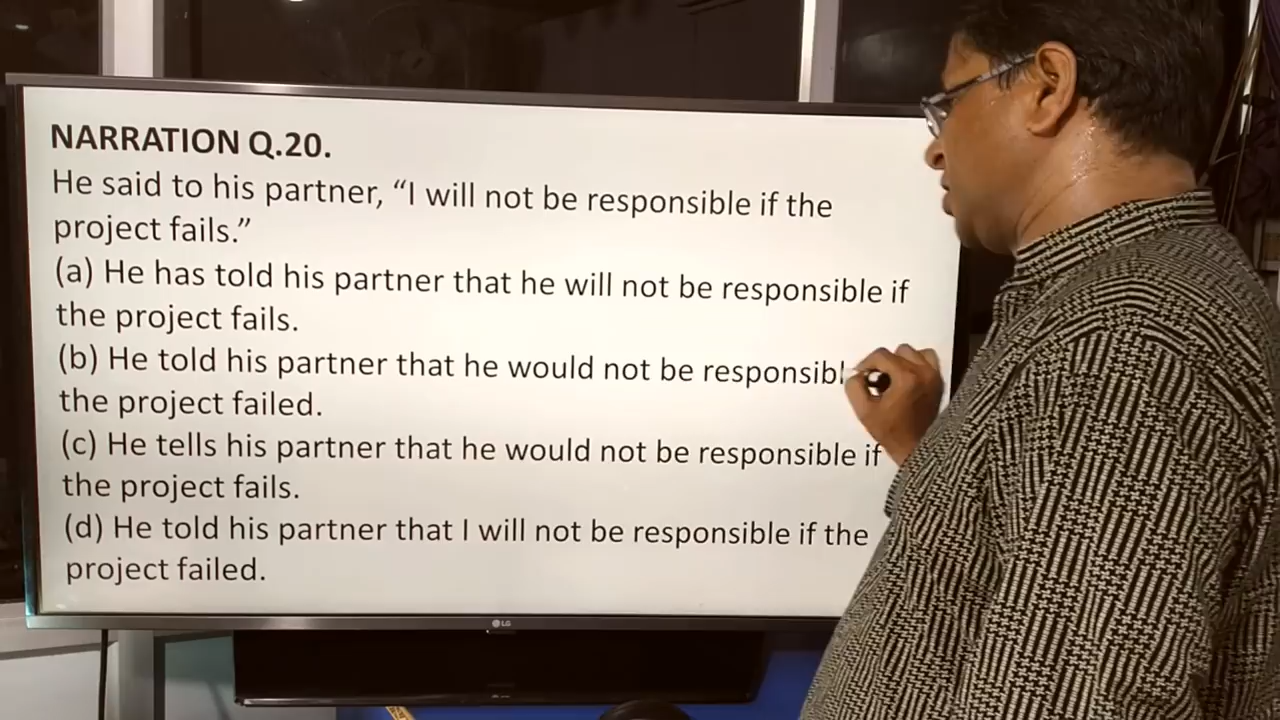 NARRATION Q.20.
He said to his partner, “I will not be responsible if the
project fails.”
(a) He has told his partner that he will not be responsible if
the project fails.
(b) He told his partner that he would not be responsibl
the project failed.
(c) He tells his partner that he would not be responsible if
the project fails.
(d) He told his partner that I will not be responsible if the
project failed.
LG